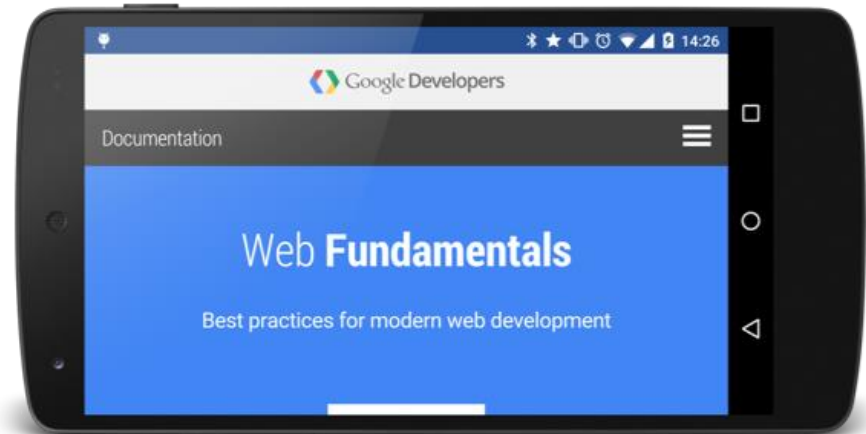 14:26
Google Developers
Documentation
Web Fundamentals
Best practices for modern web development